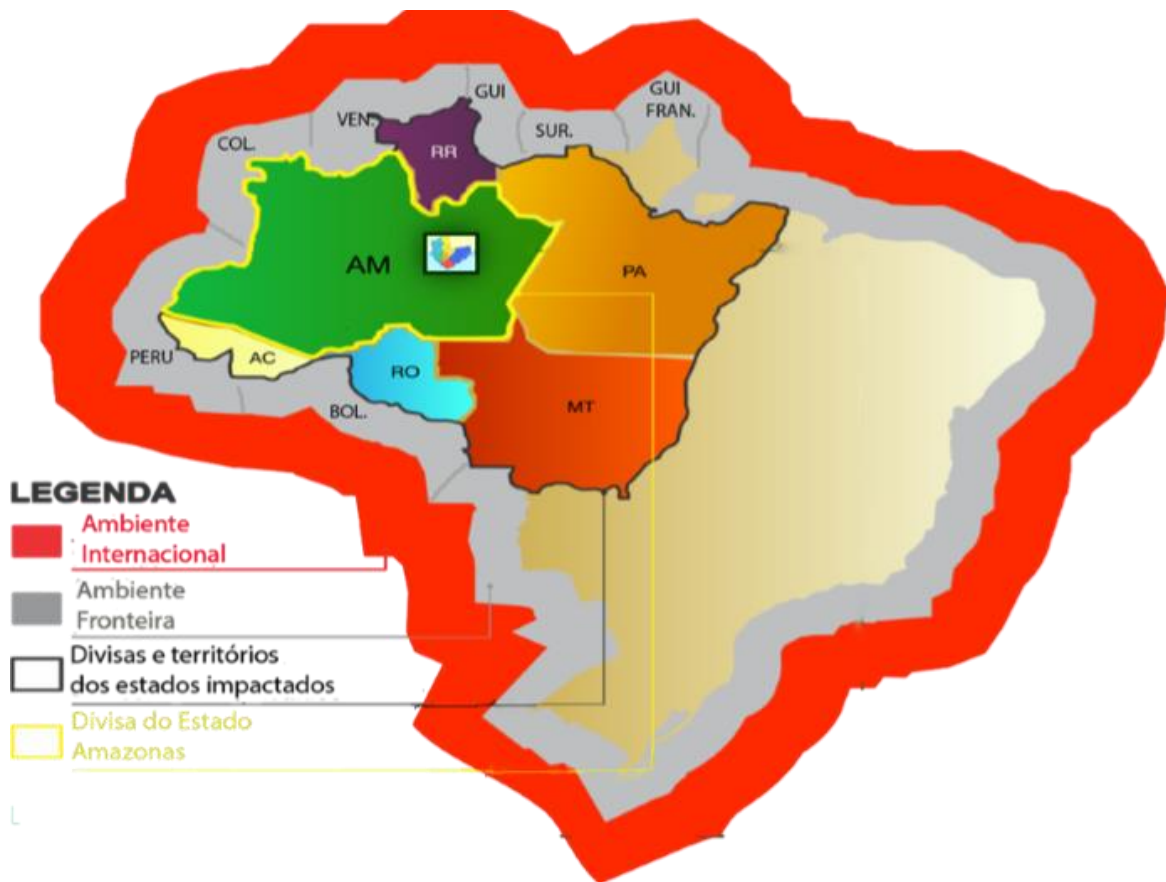 GUI
GUI
FRAN.
VEN.
SUR.
COL.
RR
AM
PA
PERU
AC
RO
BOL.
MT
LEGENDA
Ambiente
Internacional
Ambiente
Fronteira
Divisas e territórios
dos estados impactados
Divisa do Estado
Amazonas
L